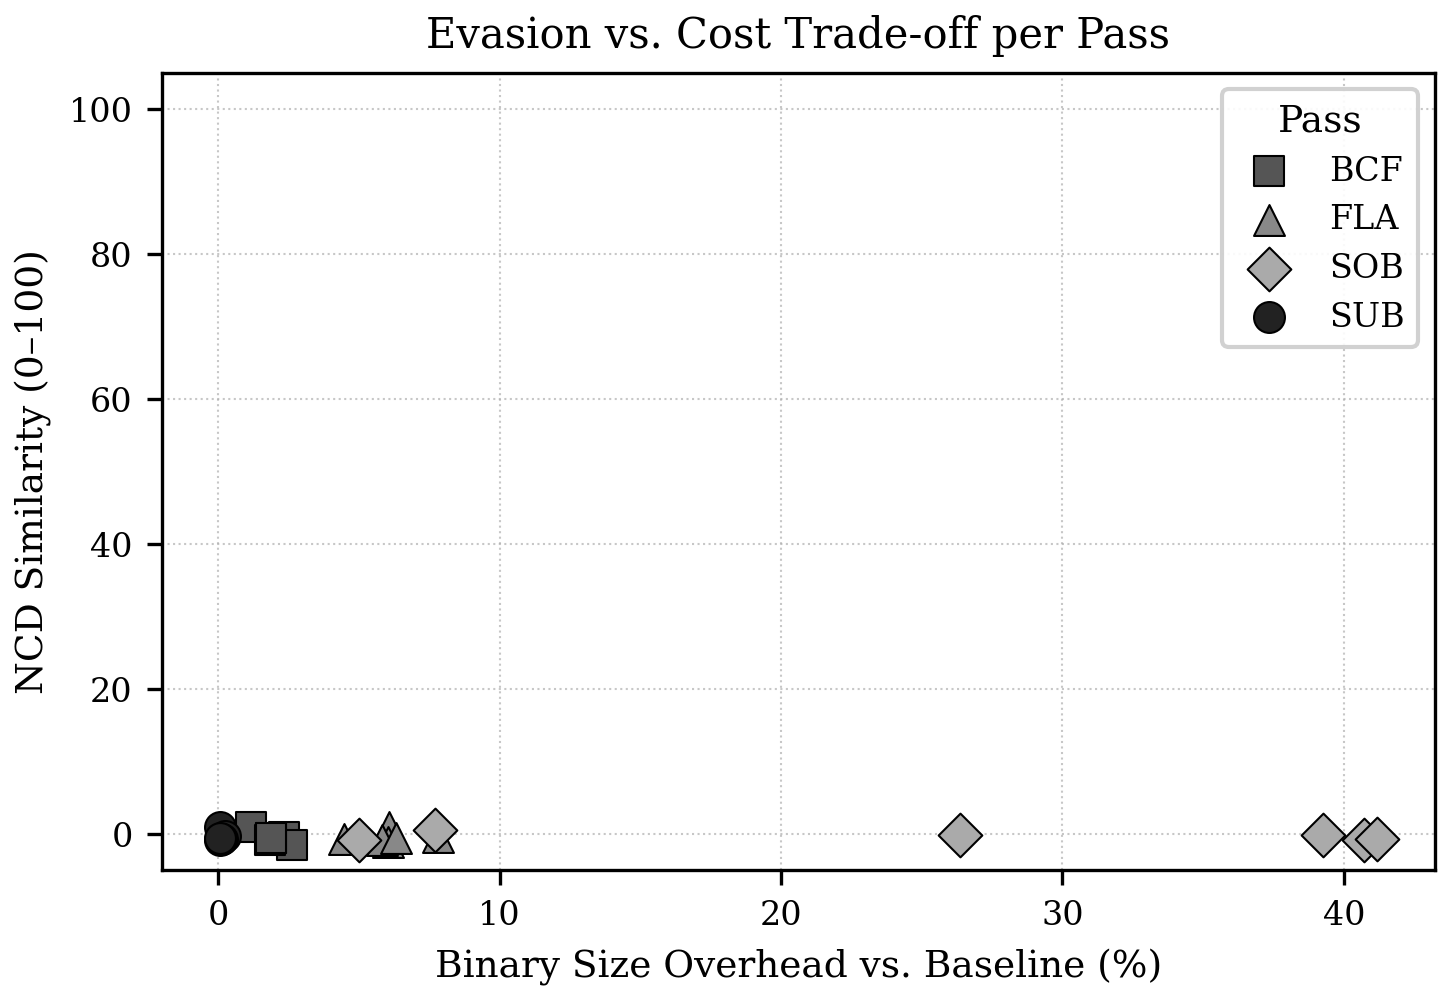 Evasion vs. Cost Trade-off per Pass
NCD Similarity (0–100)
100
80
60
40
20
0
Pass
BCF
FLA
SOB
SUB
0
10
20
30
40
Binary Size Overhead vs. Baseline (%)